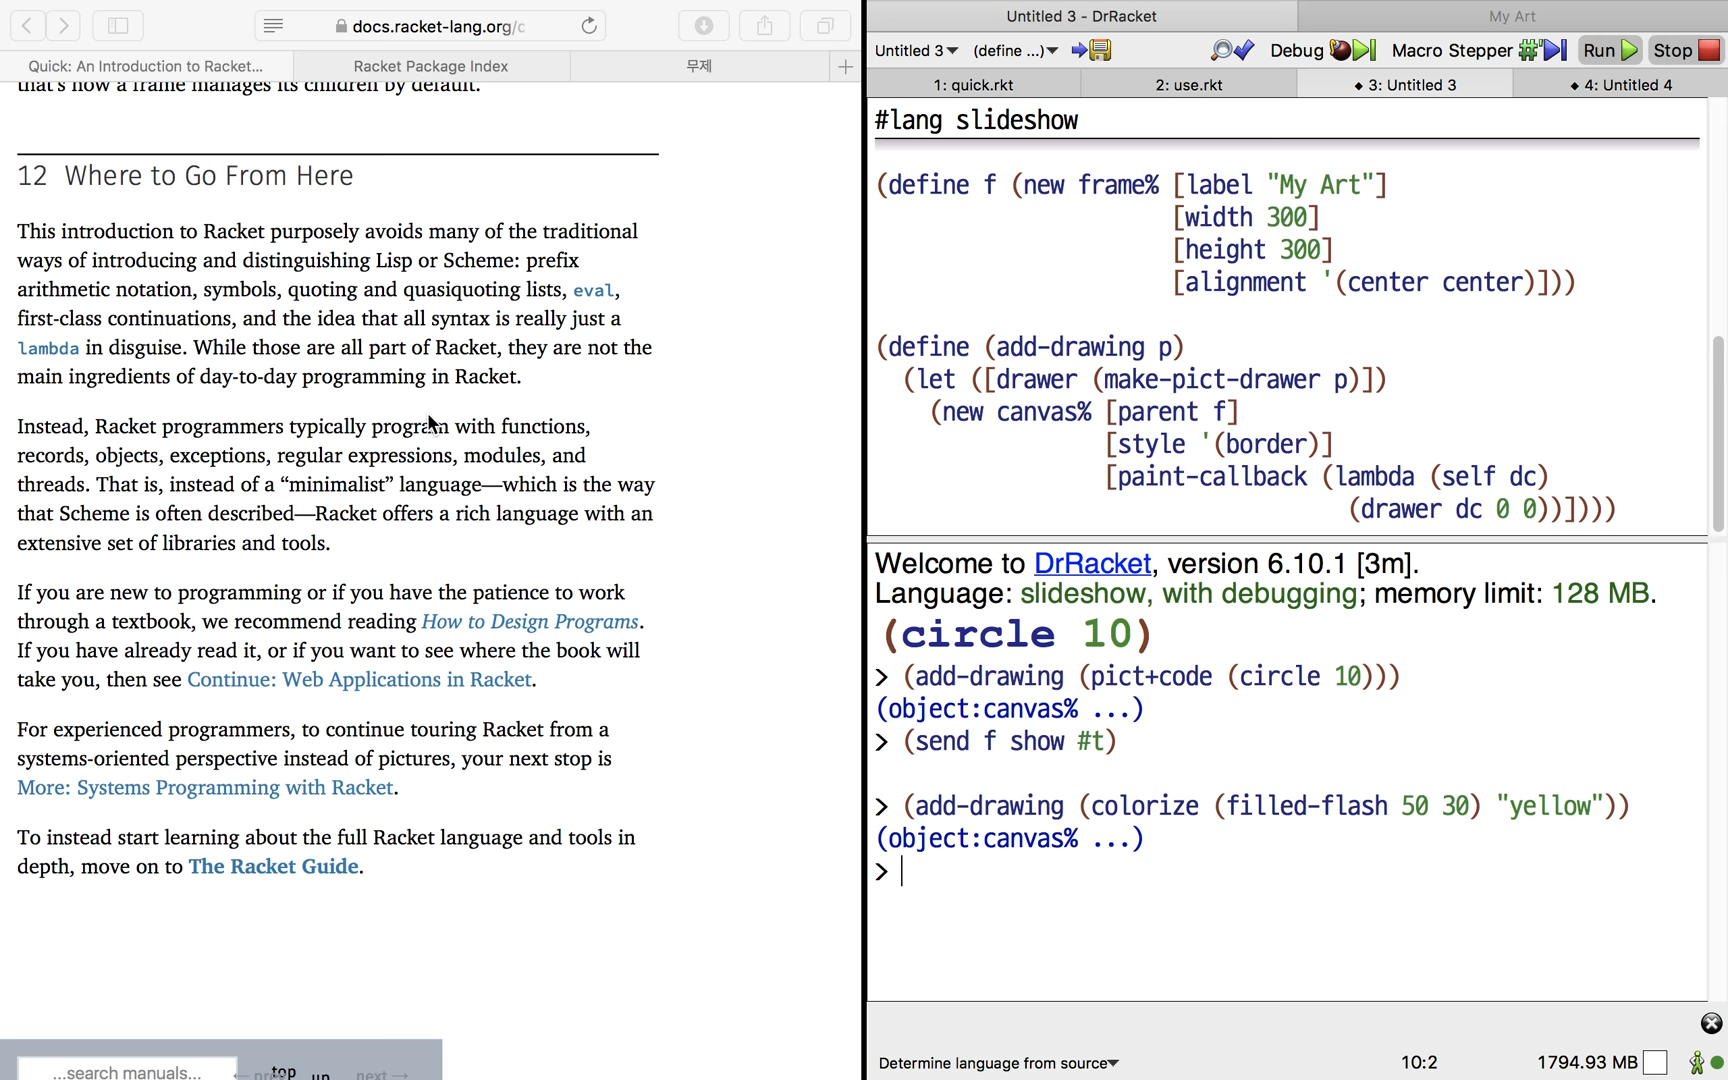 docs.racket-lang.org/c
Quick: An Introduction to Racket...
Racket Package Index
무제
that's how a frame manages its children by default.
12 Where to Go From Here
This introduction to Racket purposely avoids many of the traditional
ways of introducing and distinguishing Lisp or Scheme: prefix
arithmetic notation, symbols, quoting and quasiquoting lists, eval,
first-class continuations, and the idea that all syntax is really just a
lambda in disguise. While those are all part of Racket, they are not the
main ingredients of day-to-day programming in Racket.
Instead, Racket programmers typically program with functions,
records, objects, exceptions, regular expressions, modules, and
threads. That is, instead of a “minimalist” language—which is the way
that Scheme is often described—Racket offers a rich language with an
extensive set of libraries and tools.
If you are new to programming or if you have the patience to work
through a textbook, we recommend reading How to Design Programs.
If you have already read it, or if you want to see where the book will
take you, then see Continue: Web Applications in Racket.
For experienced programmers, to continue touring Racket from a
systems-oriented perspective instead of pictures, your next stop is
More: Systems Programming with Racket.
To instead start learning about the full Racket language and tools in
depth, move on to The Racket Guide.
...search manuals...
← prev top up next →
Untitled 3 - DrRacket
My Art
Untitled 3 (define ...) Debug Macro Stepper Run Stop
1: quick.rkt
2: use.rkt
◆ 3: Untitled 3
◆ 4: Untitled 4
#lang slideshow
(define f (new frame% [label "My Art"]
[width 300]
[height 300]
[alignment '(center center)]))
(define (add-drawing p)
(let ([drawer (make-pict-drawer p)])
(new canvas% [parent f]
[style '(border)]
[paint-callback (lambda (self dc)
(drawer dc 0 0))])))
Welcome to DrRacket, version 6.10.1 [3m].
Language: slideshow, with debugging; memory limit: 128 MB.
(circle 10)
> (add-drawing (pict+code (circle 10)))
(object:canvas% ...)
> (send f show #t)
> (add-drawing (colorize (filled-flash 50 30) "yellow"))
(object:canvas% ...)
>
Determine language from source
10:2
1794.93 MB